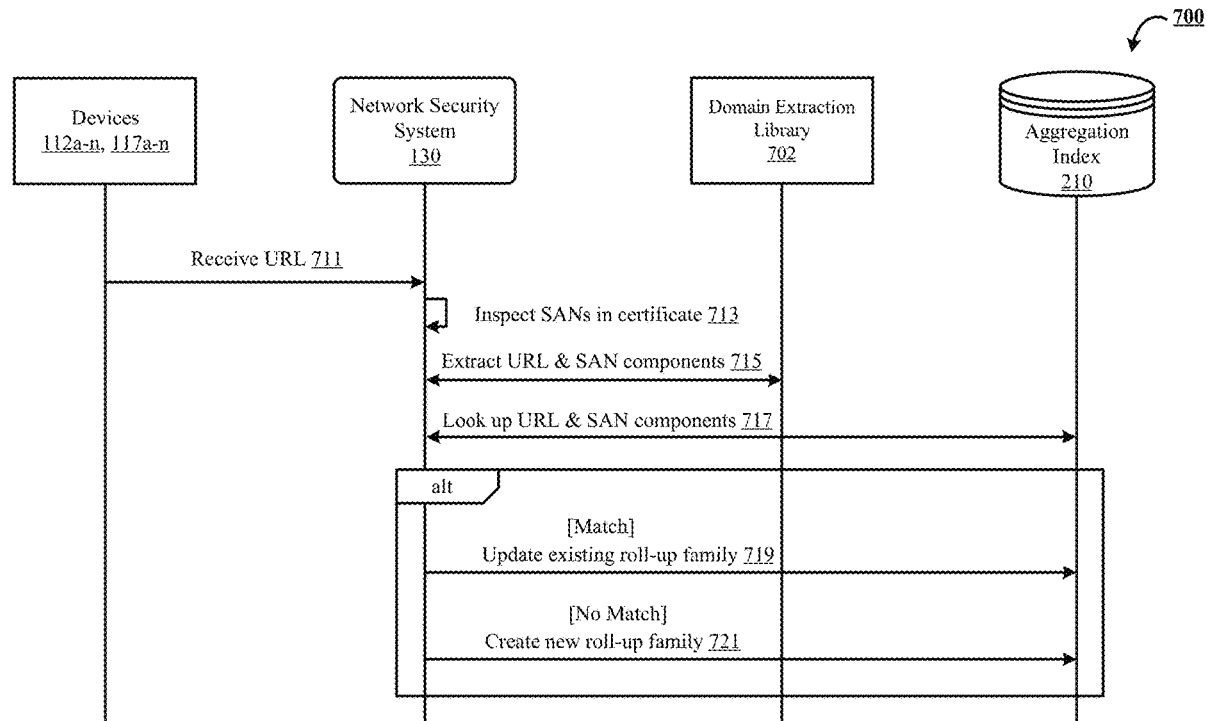 700
Devices
112a-n, 117a-n
Network Security
System
130
Domain Extraction
Library
702
Aggregation
Index
210
Receive URL 711
Inspect SANs in certificate 713
Extract URL & SAN components 715
Look up URL & SAN components 717
alt
[Match]
Update existing roll-up family 719
[No Match]
Create new roll-up family 721